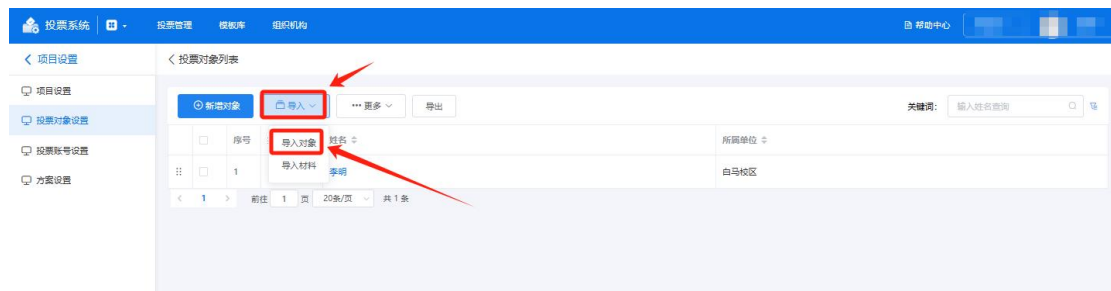 投票系统 投票管理 模板库 组织机构 帮助中心
项目设置 投票对象列表
项目设置
投票对象设置
投票账号设置
方案设置
新增对象 导入 ··· 更多 导出 关键词: 输入姓名查询
序号 姓名 所属单位
导入对象
导入材料
1 李明 白马校区
< 1 > 前往 1 页 20条/页 共 1 条